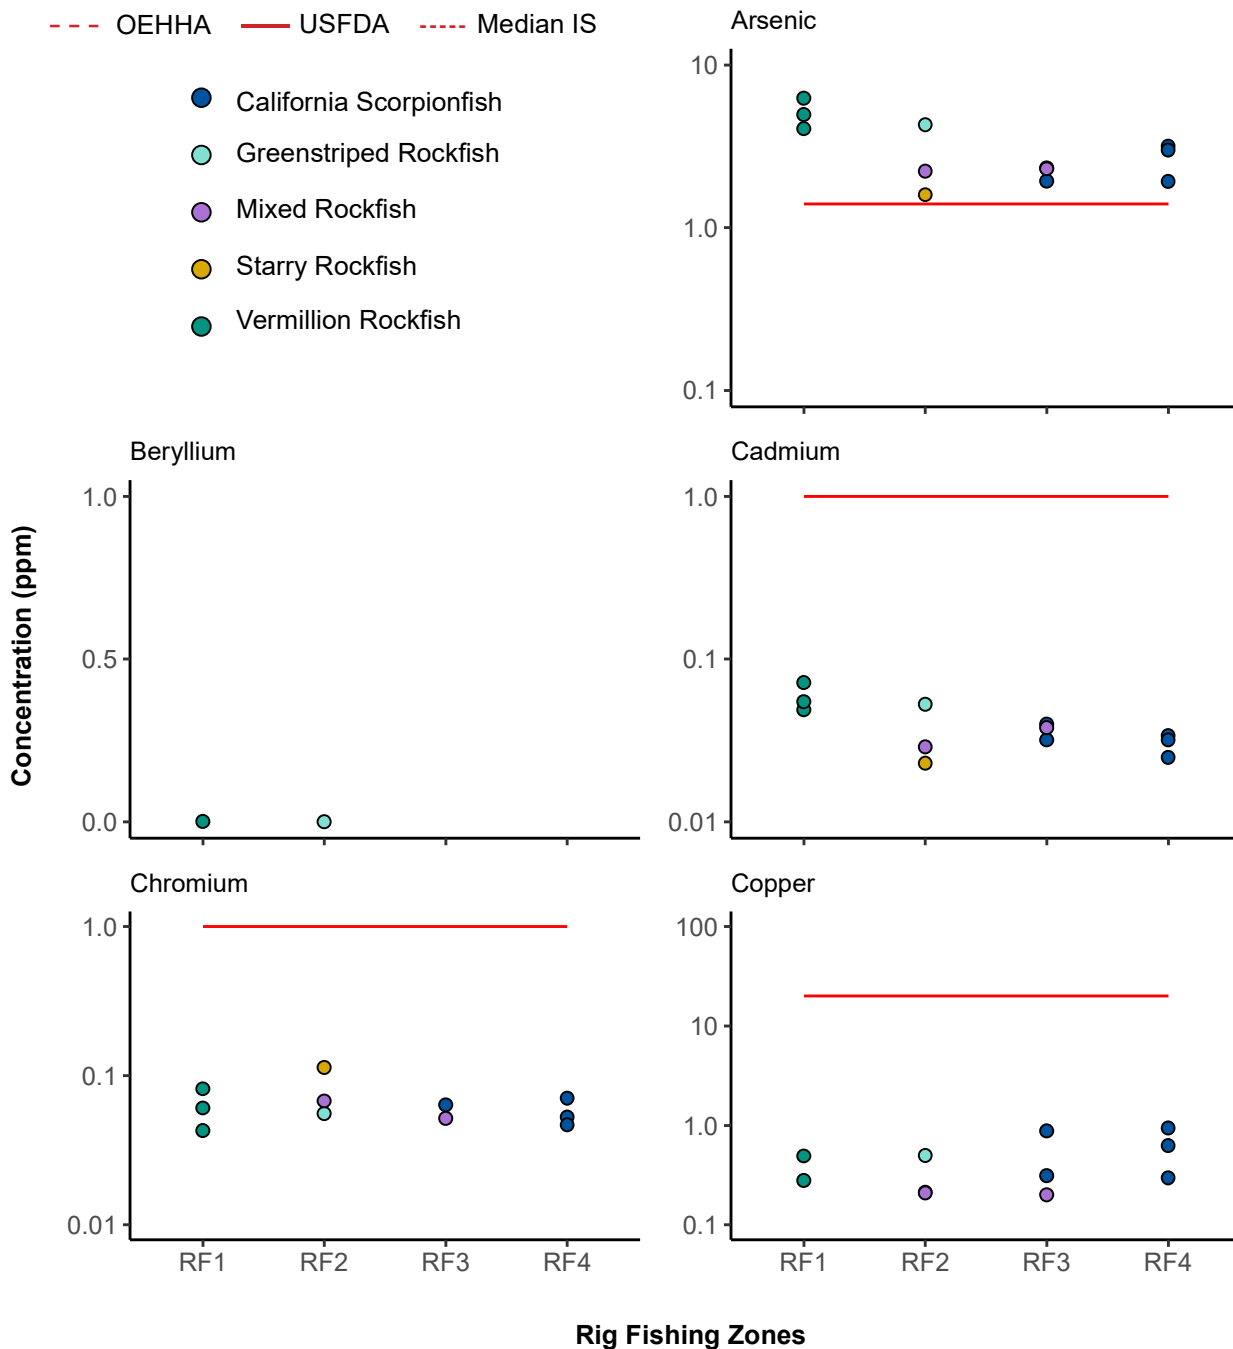 OEHHA USFDA Median IS
California Scorpionfish
Greenstriped Rockfish
Mixed Rockfish
Starry Rockfish
Vermillion Rockfish
Arsenic
10
1.0
0.1
Beryllium
1.0
0.5
0.0
Cadmium
1.0
0.1
0.01
Concentration (ppm)
Chromium
1.0
0.1
0.01
RF1 RF2 RF3 RF4
Copper
100
10
1.0
0.1
RF1 RF2 RF3 RF4
Rig Fishing Zones